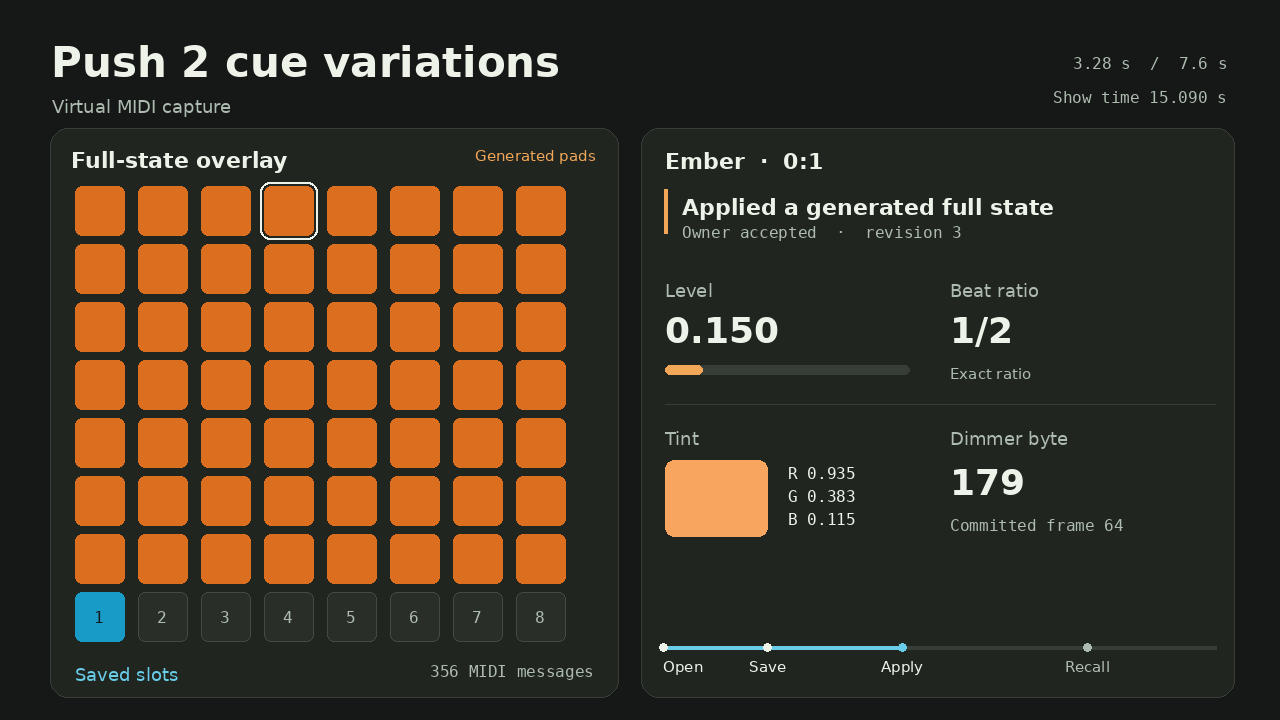 Push 2 cue variations
Virtual MIDI capture
3.28 s / 7.6 s
Show time 15.090 s
Full-state overlay
Generated pads
1 2 3 4 5 6 7 8
Saved slots
356 MIDI messages
Ember · 0:1
Applied a generated full state
Owner accepted · revision 3
Level
0.150
Beat ratio
1/2
Exact ratio
Tint
R 0.935
G 0.383
B 0.115
Dimmer byte
179
Committed frame 64
Open Save Apply Recall